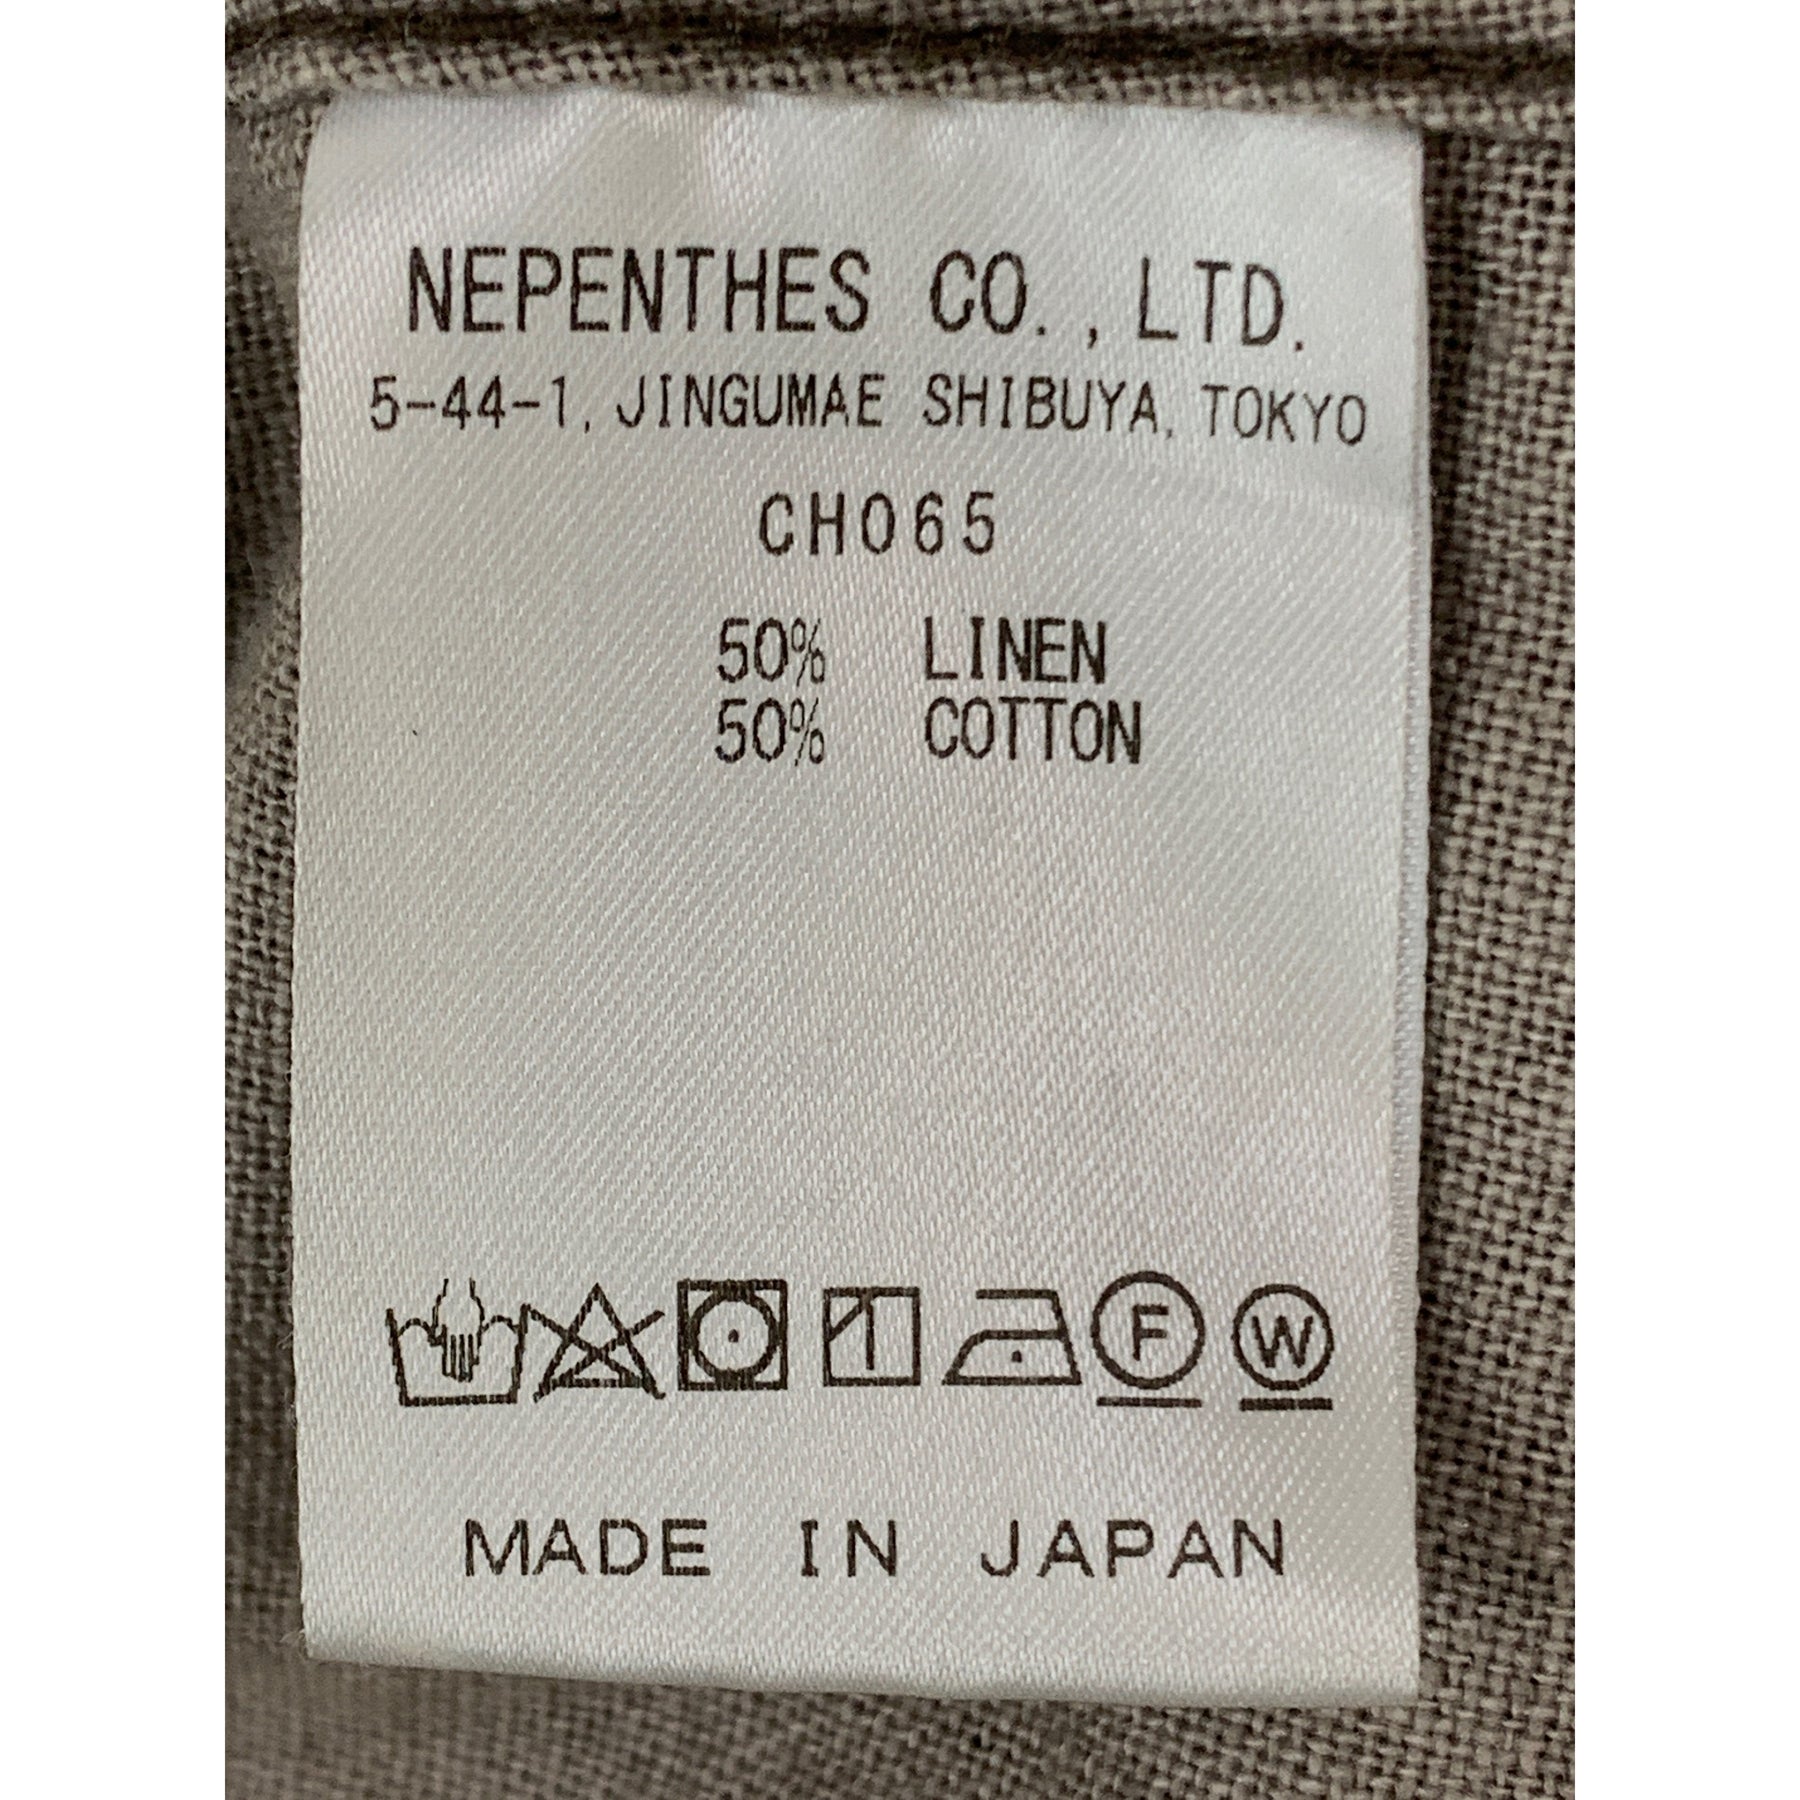 NEPENTHES CO.,LTD.
5-44-1, JINGUMAE SHIBUYA, TOKYO
CH065
50% LINEN
50% COTTON
F W
MADE IN JAPAN